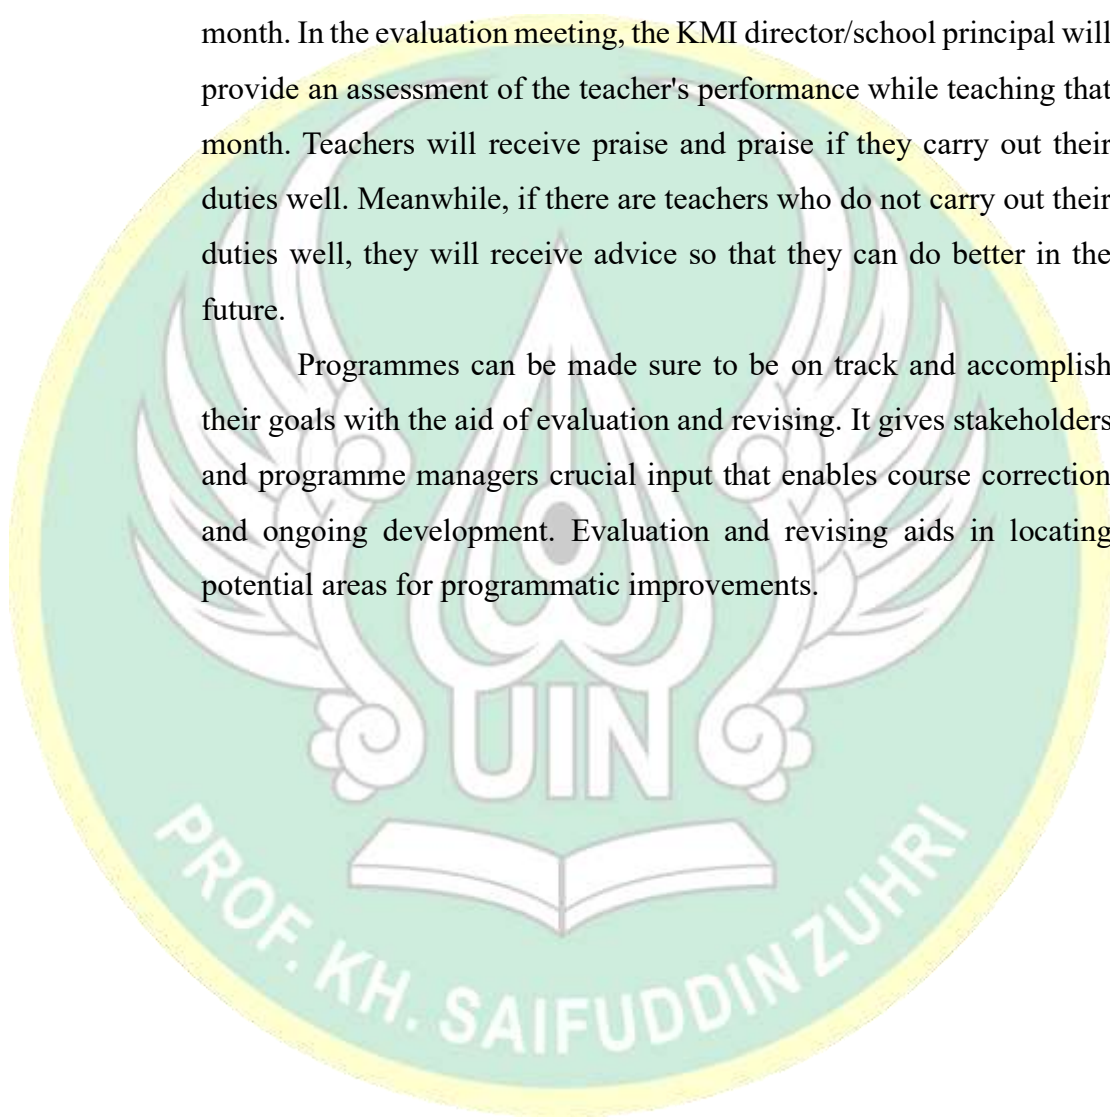 month. In the evaluation meeting, the KMI director/school principal will
provide an assessment of the teacher's performance while teaching that
month. Teachers will receive praise and praise if they carry out their
duties well. Meanwhile, if there are teachers who do not carry out their
duties well, they will receive advice so that they can do better in the
future.
Programmes can be made sure to be on track and accomplish
their goals with the aid of evaluation and revising. It gives stakeholders
and programme managers crucial input that enables course correction
and ongoing development. Evaluation and revising aids in locating
potential areas for programmatic improvements.
UIN
PROF. KH. SAIFUDDIN ZUHRI